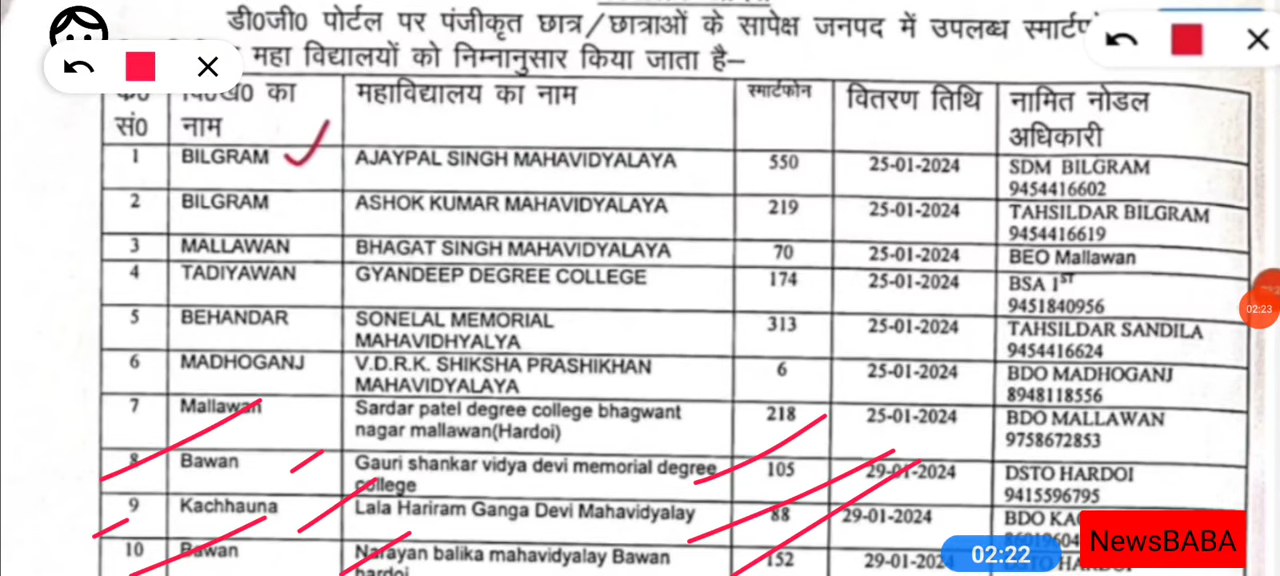 डी0जी0 पोर्टल पर पंजीकृत छात्र/छात्राओं के सापेक्ष जनपद में उपलब्ध
महा विद्यालयों को निम्नानुसार किया जाता है–
सं0 नाम महाविद्यालय का नाम स्मार्टफोन वितरण तिथि नामित नोडल
अधिकारी
1 BILGRAM AJAYPAL SINGH MAHAVIDYALAYA 550 25-01-2024 SDM BILGRAM
9454416602
2 BILGRAM ASHOK KUMAR MAHAVIDYALAYA 219 25-01-2024 TAHSILDAR BILGRAM
9454416619
3 MALLAWAN BHAGAT SINGH MAHAVIDYALAYA 70 25-01-2024 BEO Mallawan
4 TADIYAWAN GYANDEEP DEGREE COLLEGE 174 25-01-2024 BSA 1ST
9451840956
5 BEHANDAR SONELAL MEMORIAL 313 25-01-2024 TAHSILDAR SANDILA
MAHAVIDHYALYA 9454416624
6 MADHOGANJ V.D.R.K. SHIKSHA PRASHIKHAN 6 25-01-2024 BDO MADHOGANJ
MAHAVIDYALAYA 8948118556
7 Mallawan Sardar patel degree college bhagwant 218 25-01-2024 BDO MALLAWAN
nagar mallawan(Hardoi) 9758672853
8 Bawan Gauri shankar vidya devi memorial degree 105 29-01-2024 DSTO HARDOI
college 9415596795
9 Kachhauna Lala Hariram Ganga Devi Mahavidyalay 88 29-01-2024 BDO
10 Bawan Narayan balika mahavidyalay Bawan 152 29-01-2024 HARDOI
hardoi
02:23
02:22
NewsBABA